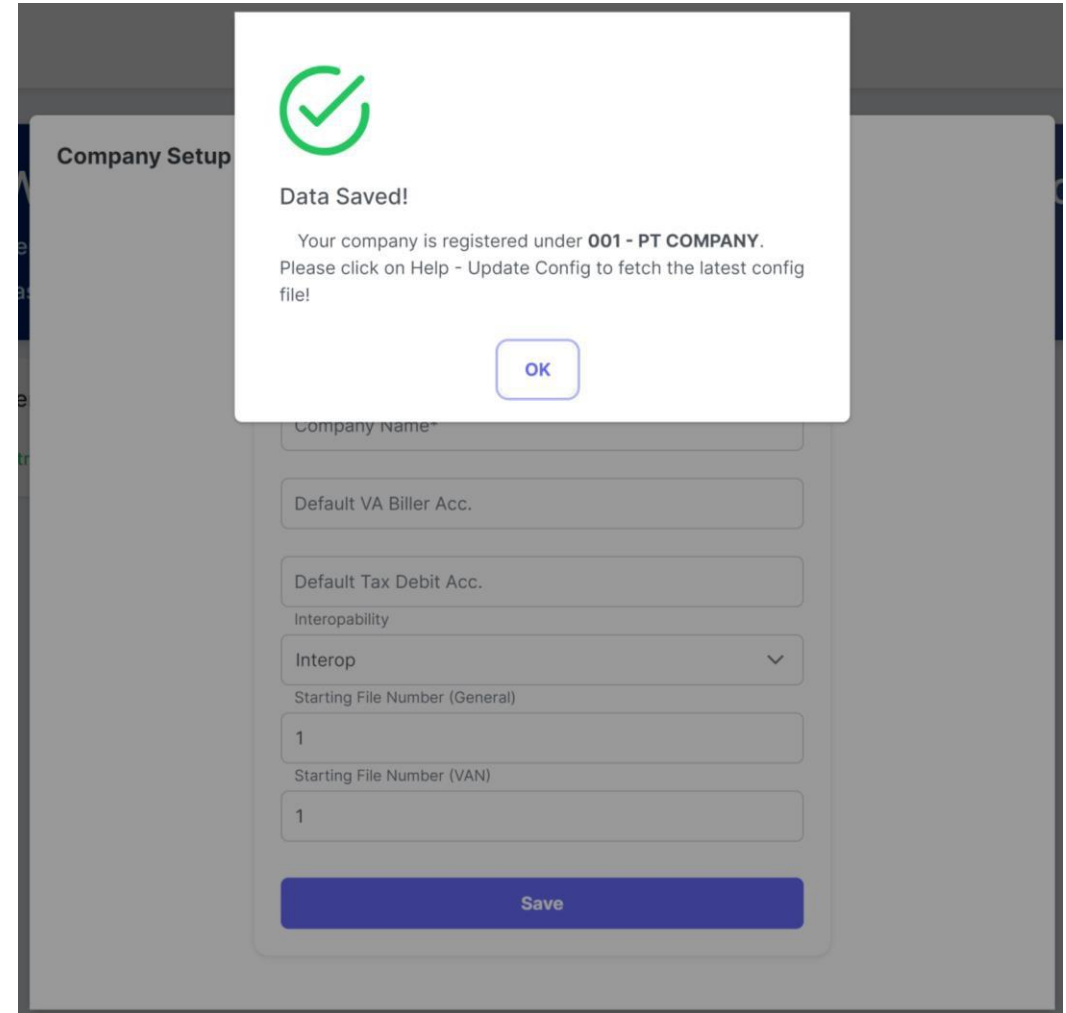 Company Setup
Data Saved!
Your company is registered under 001 - PT COMPANY.
Please click on Help - Update Config to fetch the latest config
file!
OK
Company Name*
Default VA Biller Acc.
Default Tax Debit Acc.
Interopability
Interop
Starting File Number (General)
1
Starting File Number (VAN)
1
Save